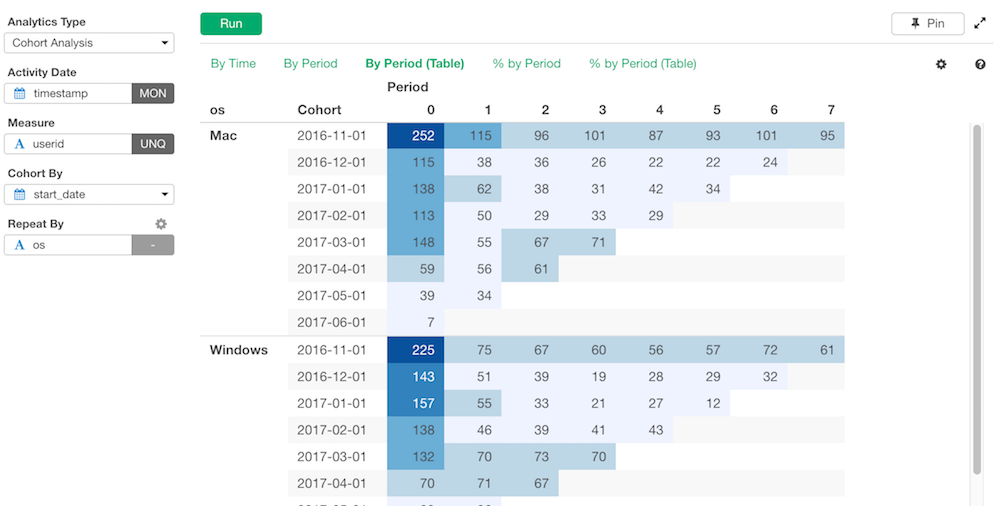 Analytics Type
Cohort Analysis
Activity Date
timestamp MON
Measure
A userid UNQ
Cohort By
start_date
Repeat By
A os -
Run
Pin
By Time By Period By Period (Table) % by Period % by Period (Table)
Period
os Cohort 0 1 2 3 4 5 6 7
Mac 2016-11-01 252 115 96 101 87 93 101 95
2016-12-01 115 38 36 26 22 22 24
2017-01-01 138 62 38 31 42 34
2017-02-01 113 50 29 33 29
2017-03-01 148 55 67 71
2017-04-01 59 56 61
2017-05-01 39 34
2017-06-01 7
Windows 2016-11-01 225 75 67 60 56 57 72 61
2016-12-01 143 51 39 19 28 29 32
2017-01-01 157 55 33 21 27 12
2017-02-01 138 46 39 41 43
2017-03-01 132 70 73 70
2017-04-01 70 71 67